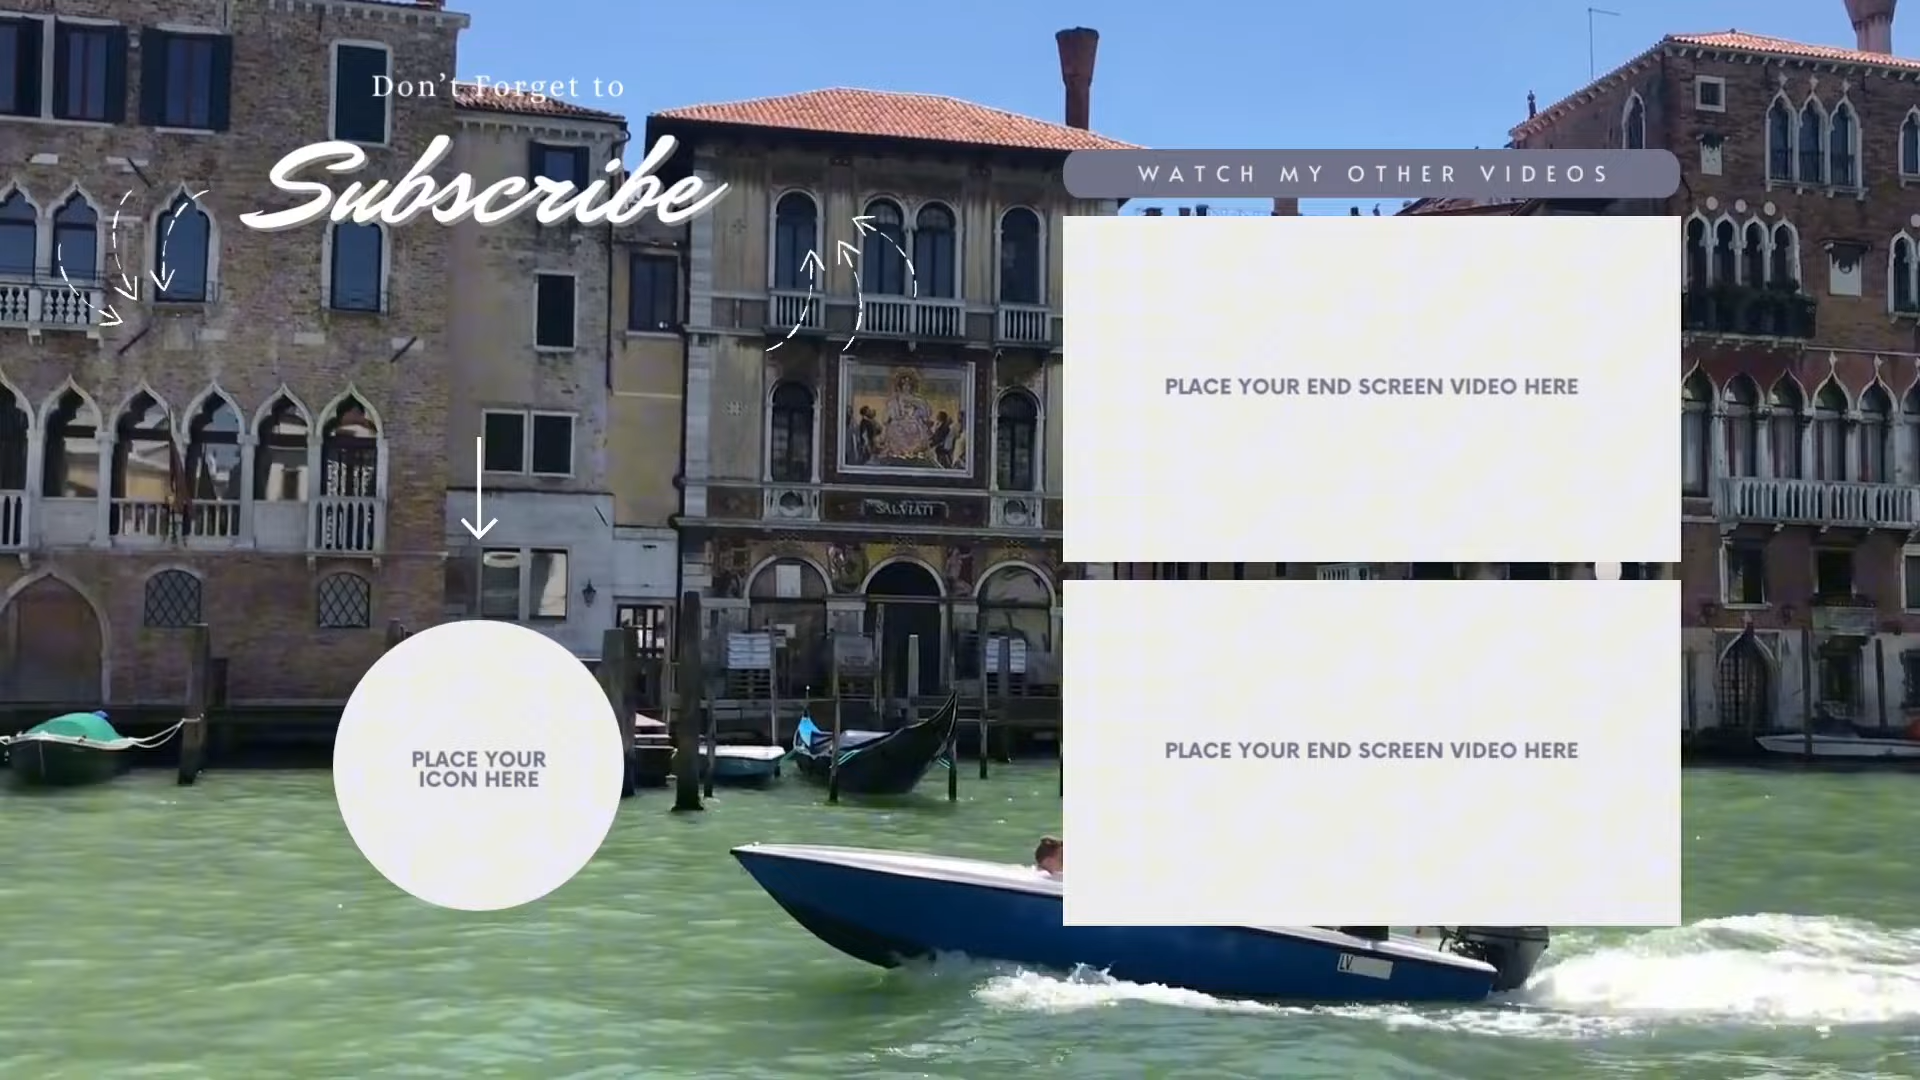 Don't Forget to
Subscribe
WATCH MY OTHER VIDEOS
PLACE YOUR END SCREEN VIDEO HERE
SALVIATI
PLACE YOUR
ICON HERE
PLACE YOUR END SCREEN VIDEO HERE
LV.